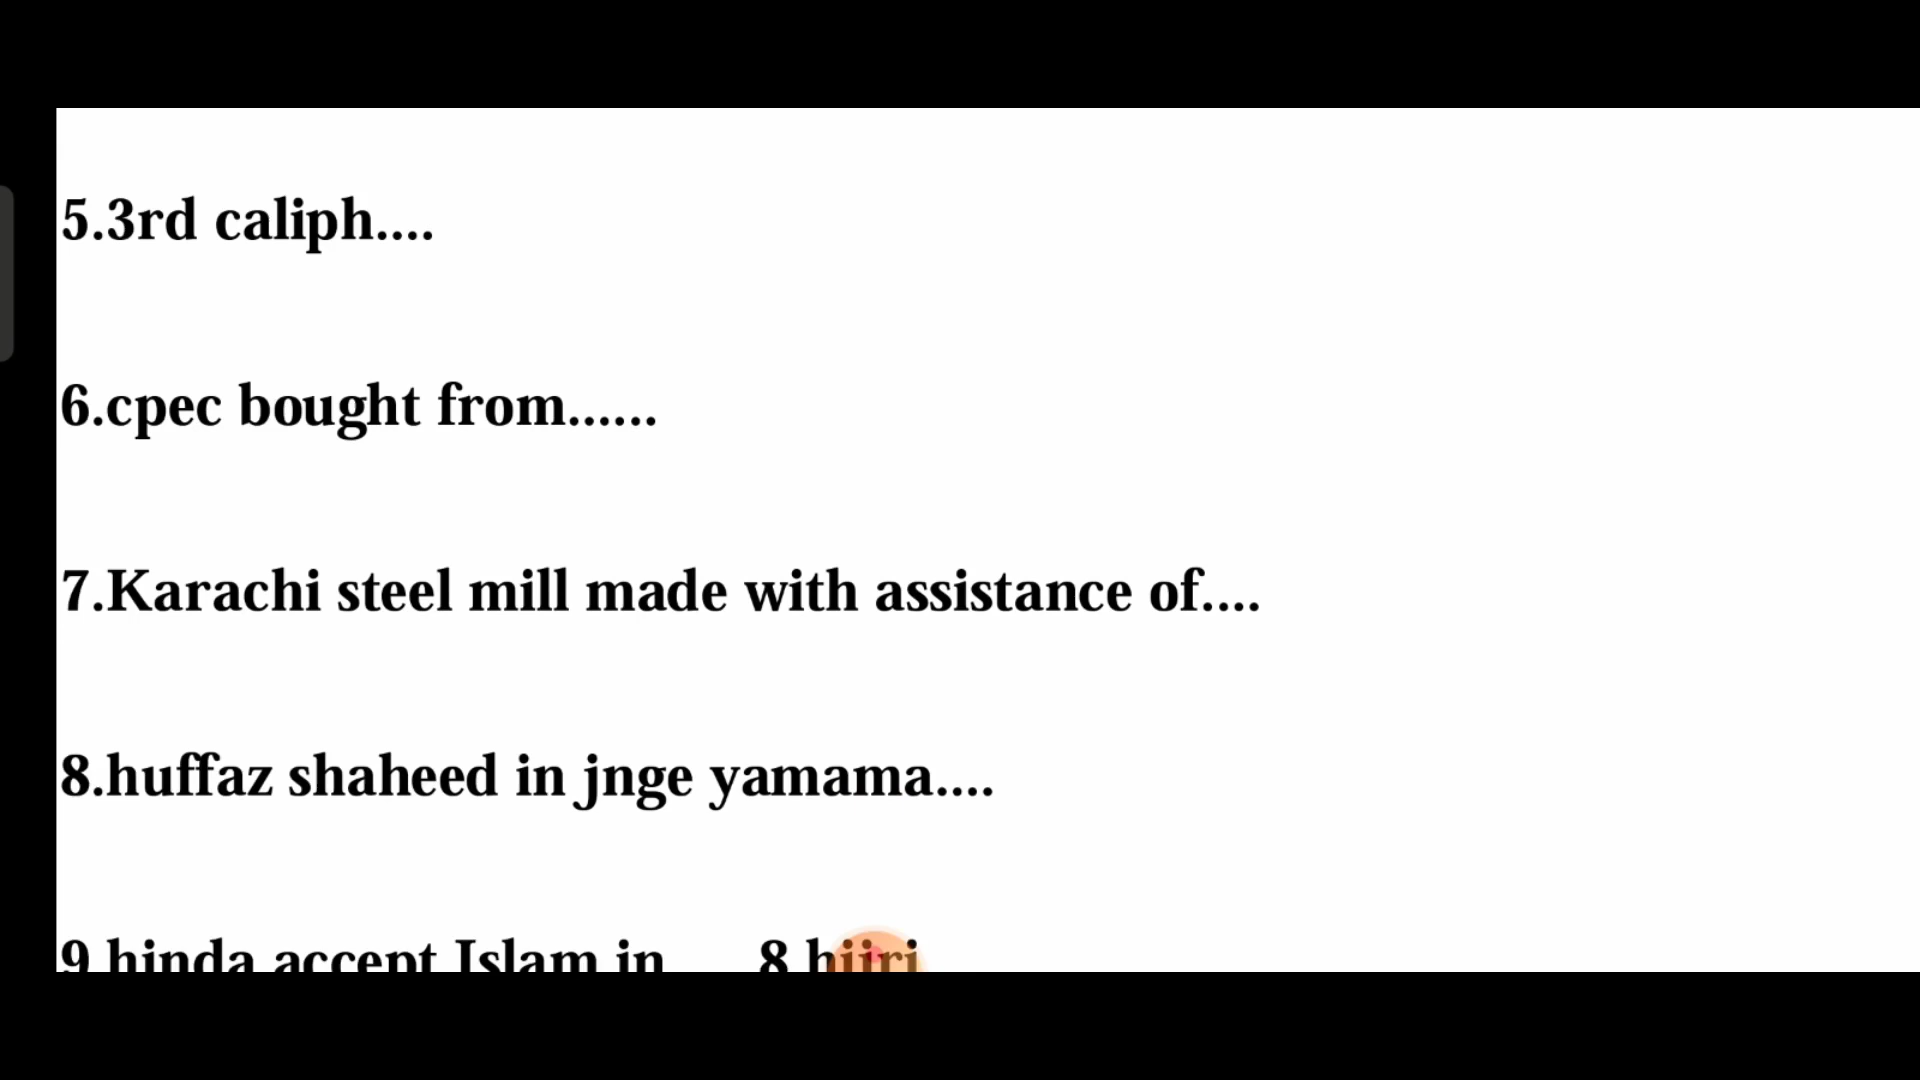 5.3rd caliph....
6.cpec bought from......
7.Karachi steel mill made with assistance of....
8.huffaz shaheed in jnge yamama....
9.hinda accept Islam in 8 hijri